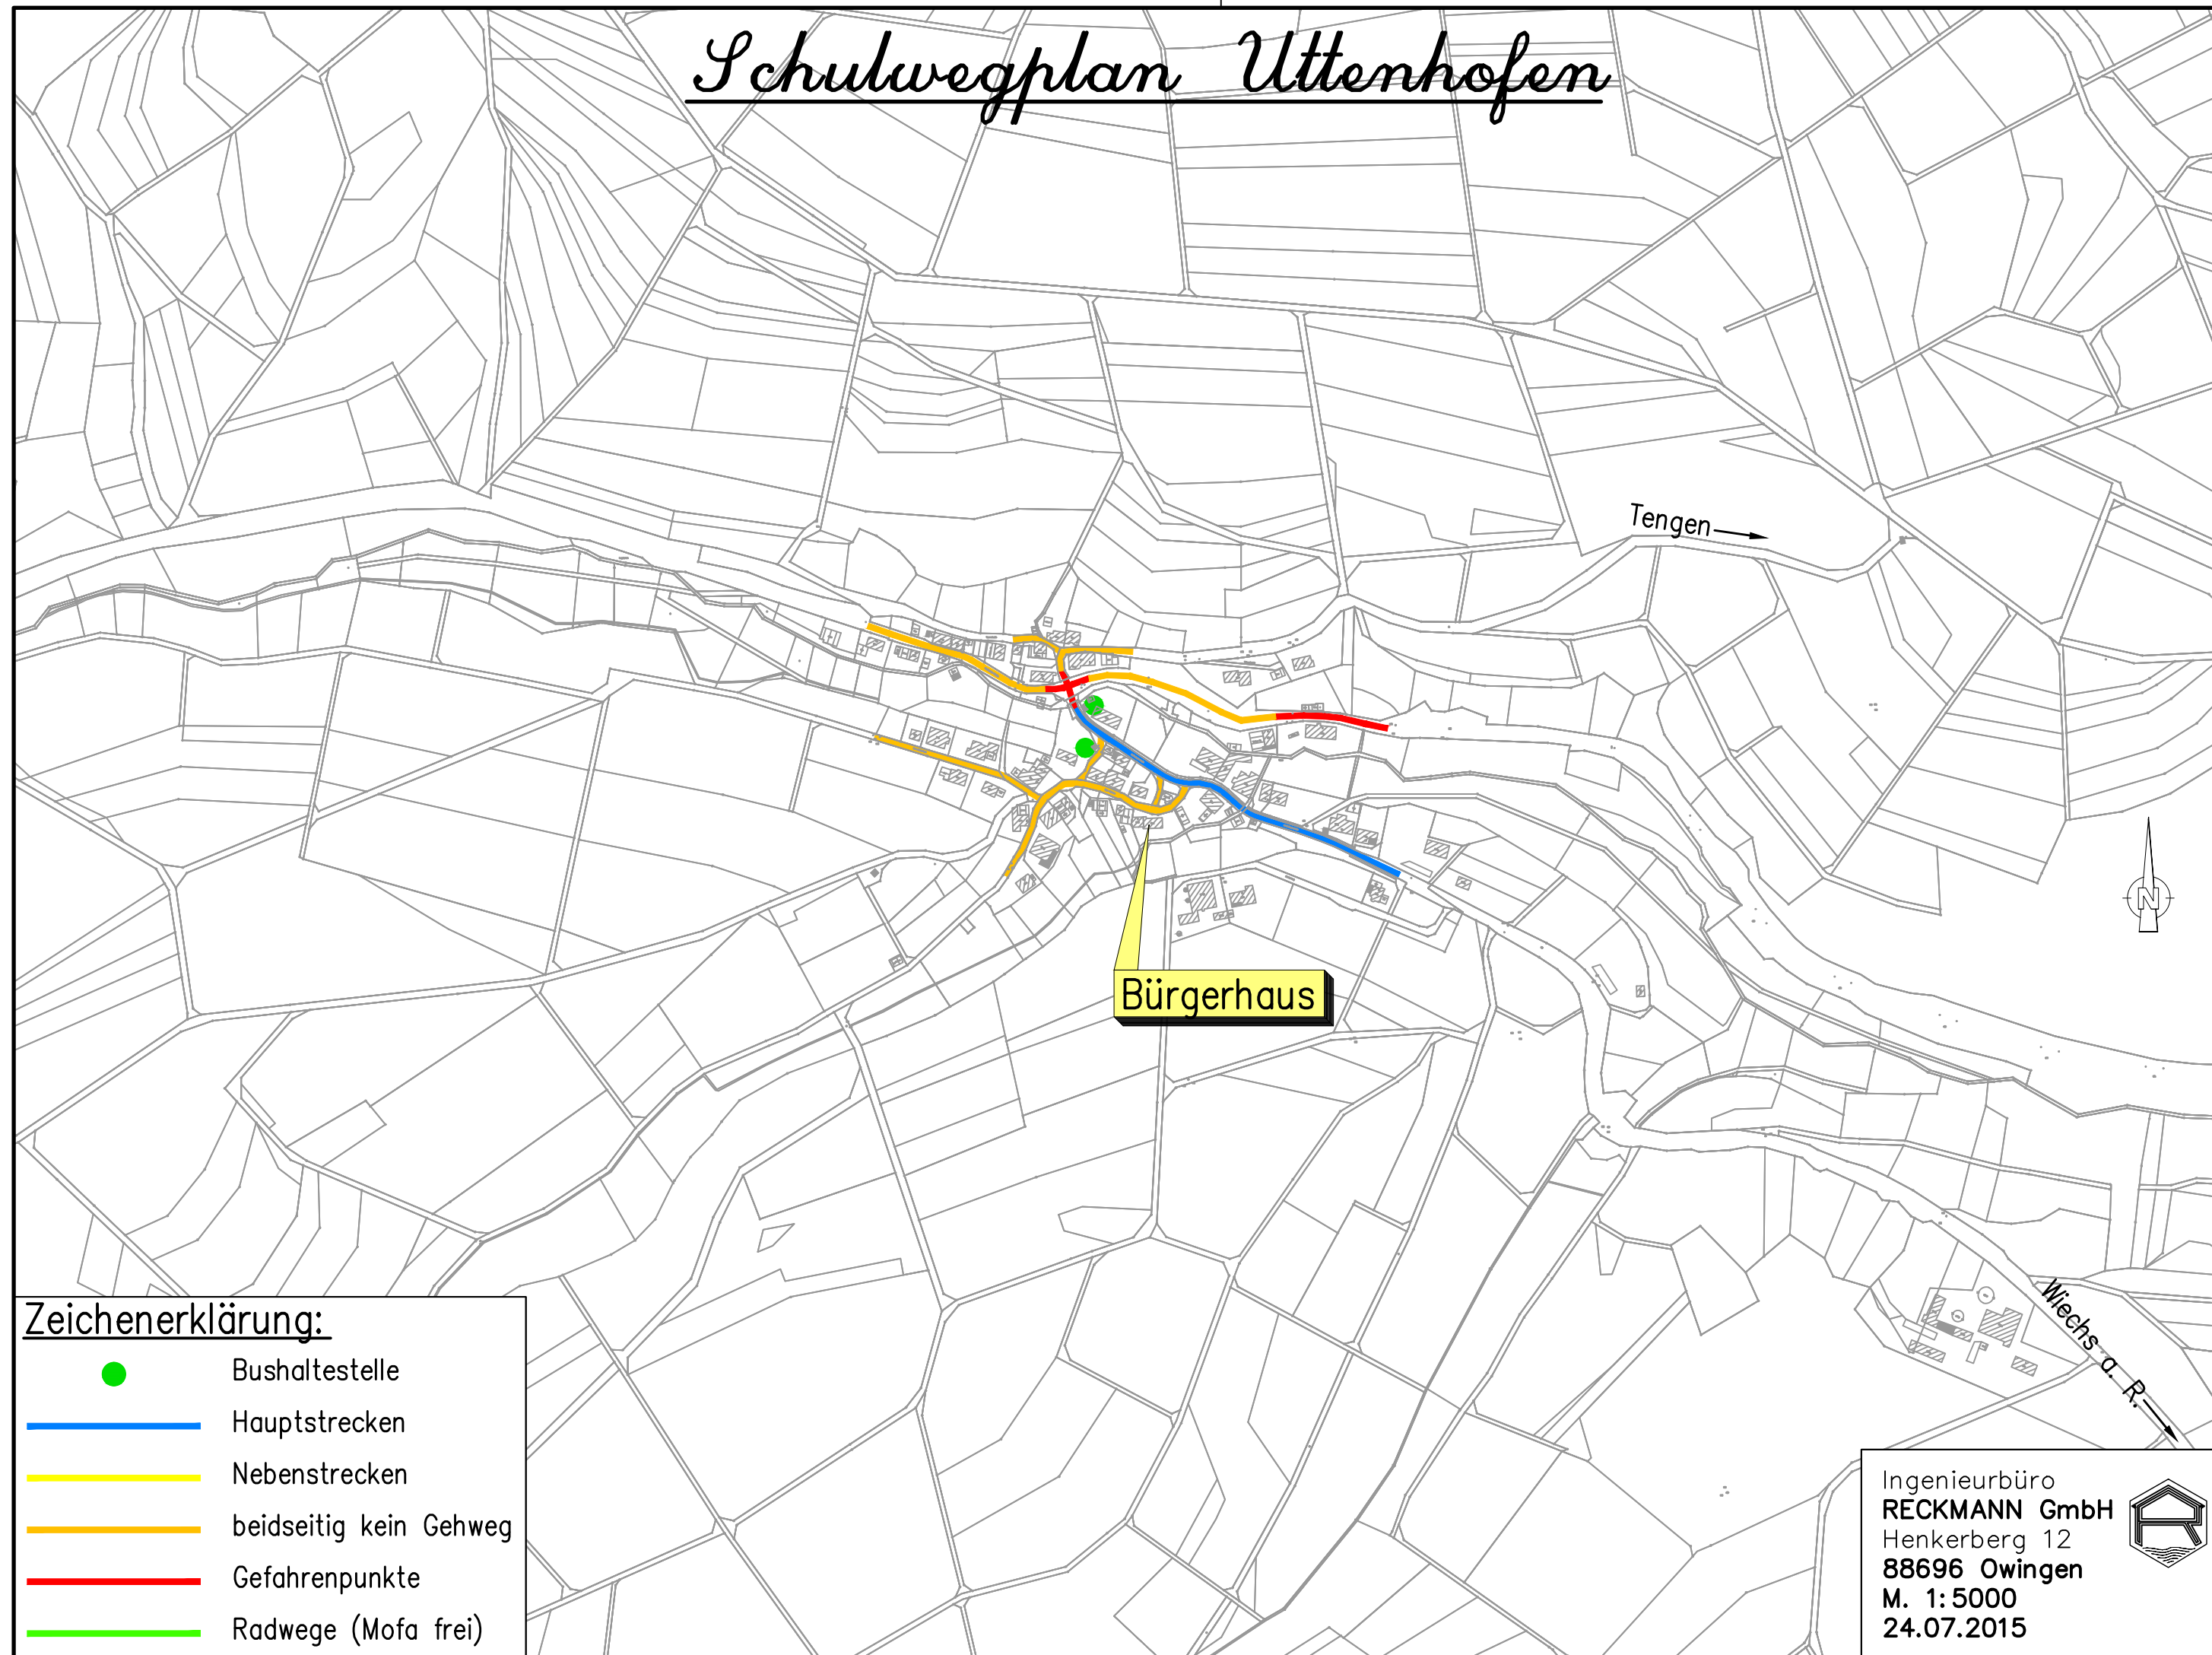 Schulwegplan Uttenhofen
Tengen
N
Bürgerhaus
Wiechs a. R.
Zeichenerklärung:
Bushaltestelle
Hauptstrecken
Nebenstrecken
beidseitig kein Gehweg
Gefahrenpunkte
Radwege (Mofa frei)
Ingenieurbüro
RECKMANN GmbH
Henkerberg 12
88696 Owingen
M. 1:5000
24.07.2015